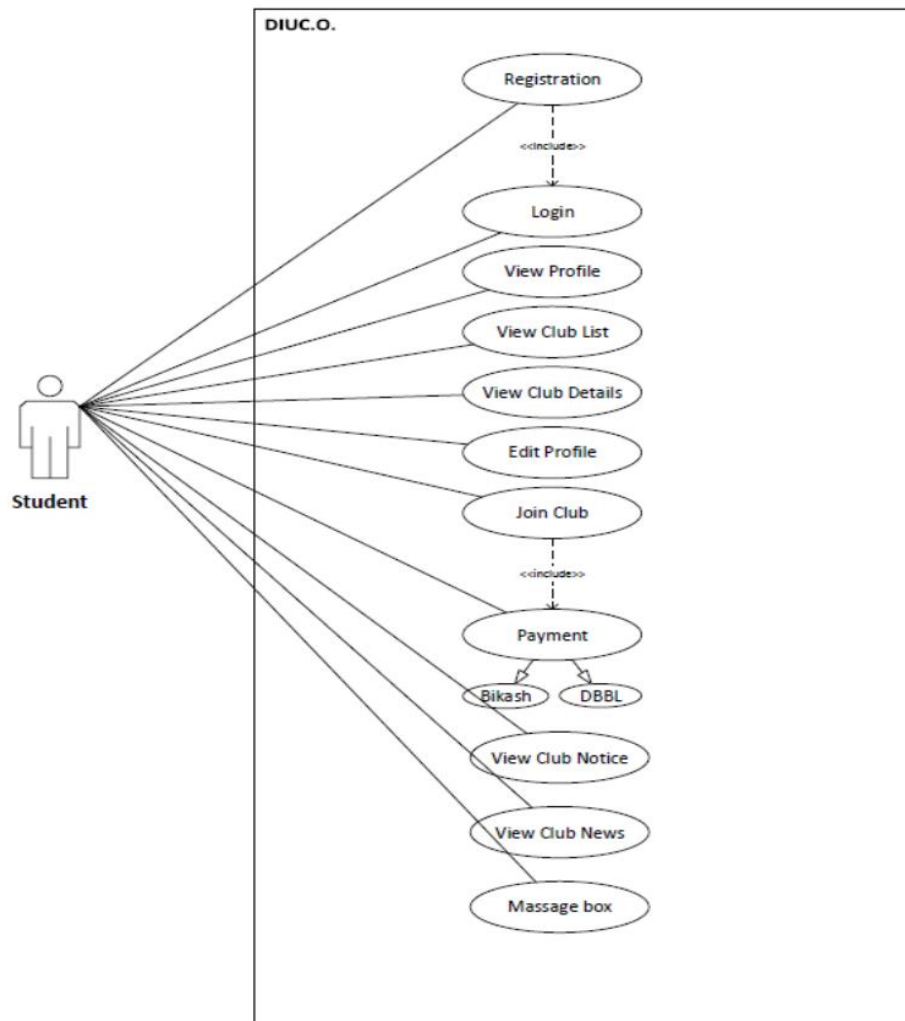 DIUC.O.
Registration
<<include>>
Login
View Profile
View Club List
View Club Details
Edit Profile
Join Club
Student
<<include>>
Payment
Bikash
DBBL
View Club Notice
View Club News
Massage box